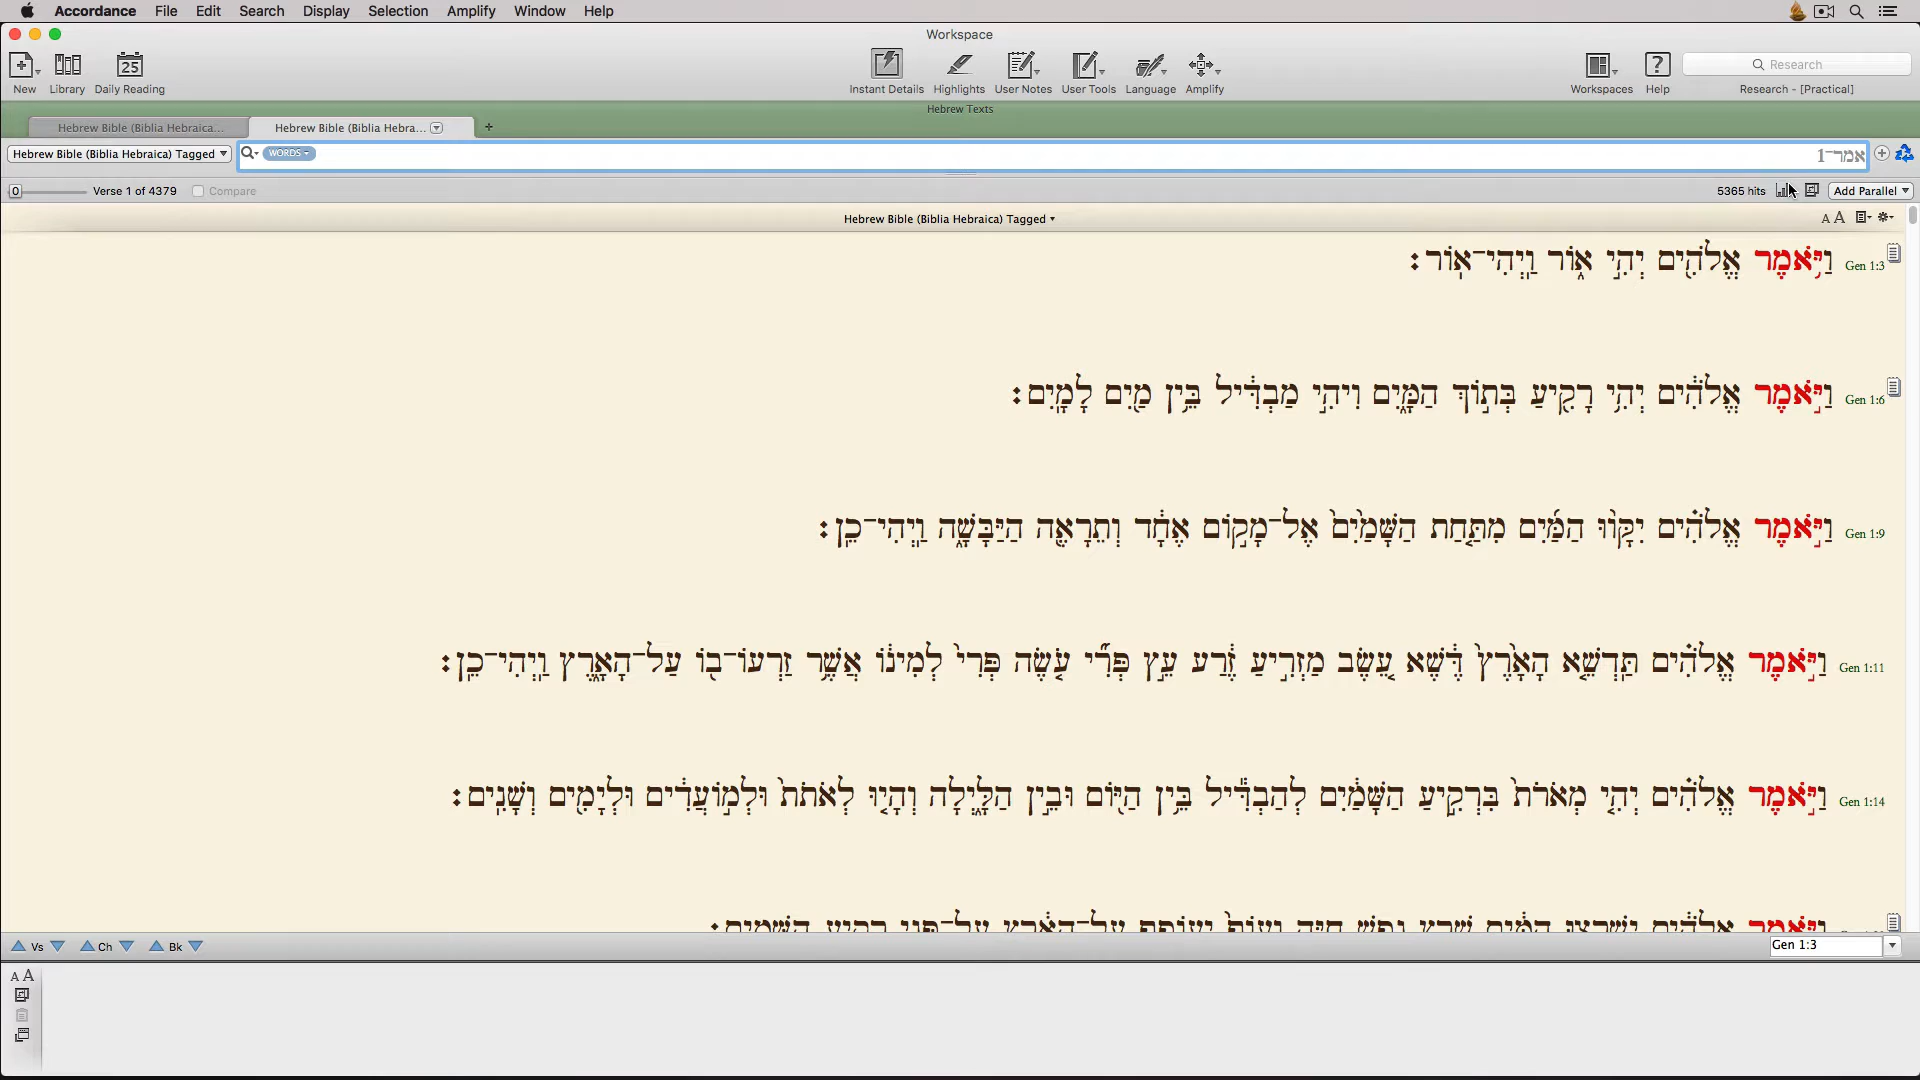 Accordance File Edit Search Display Selection Amplify Window Help
Workspace
New Library 25 Daily Reading Instant Details Highlights User Notes User Tools Language Amplify Workspaces ? Help Research Research - [Practical]
Hebrew Texts
Hebrew Bible (Biblia Hebraica... Hebrew Bible (Biblia Hebra... +
Hebrew Bible (Biblia Hebraica) Tagged WORDS אמר־1
0 Verse 1 of 4379 Compare 5365 hits Add Parallel
Hebrew Bible (Biblia Hebraica) Tagged A A
Gen 1:3 וַיֹּ֥אמֶר אֱלֹהִ֖ים יְהִ֣י א֑וֹר וַֽיְהִי־אֽוֹר׃
Gen 1:6 וַיֹּ֣אמֶר אֱלֹהִ֔ים יְהִ֥י רָקִ֖יעַ בְּת֣וֹךְ הַמָּ֑יִם וִיהִ֣י מַבְדִּ֔יל בֵּ֥ין מַ֖יִם לָמָֽיִם׃
Gen 1:9 וַיֹּ֣אמֶר אֱלֹהִ֗ים יִקָּו֨וּ הַמַּ֜יִם מִתַּ֤חַת הַשָּׁמַ֙יִם֙ אֶל־מָק֣וֹם אֶחָ֔ד וְתֵרָאֶ֖ה הַיַּבָּשָׁ֑ה וַֽיְהִי־כֵֽן׃
Gen 1:11 וַיֹּ֣אמֶר אֱלֹהִ֗ים תַּֽדְשֵׁ֤א הָאָ֙רֶץ֙ דֶּ֔שֶׁא עֵ֚שֶׂב מַזְרִ֣יעַ זֶ֔רַע עֵ֣ץ פְּרִ֞י עֹ֤שֶׂה פְּרִי֙ לְמִינ֔וֹ אֲשֶׁ֥ר זַרְעוֹ־ב֖וֹ עַל־הָאָ֑רֶץ וַֽיְהִי־כֵֽן׃
Gen 1:14 וַיֹּ֣אמֶר אֱלֹהִ֗ים יְהִ֤י מְאֹרֹת֙ בִּרְקִ֣יעַ הַשָּׁמַ֔יִם לְהַבְדִּ֕יל בֵּ֥ין הַיּ֖וֹם וּבֵ֣ין הַלָּ֑יְלָה וְהָי֤וּ לְאֹתֹת֙ וּלְמ֣וֹעֲדִ֔ים וּלְיָמִ֖ים וְשָׁנִֽים׃
Vs Ch Bk Gen 1:3
A A